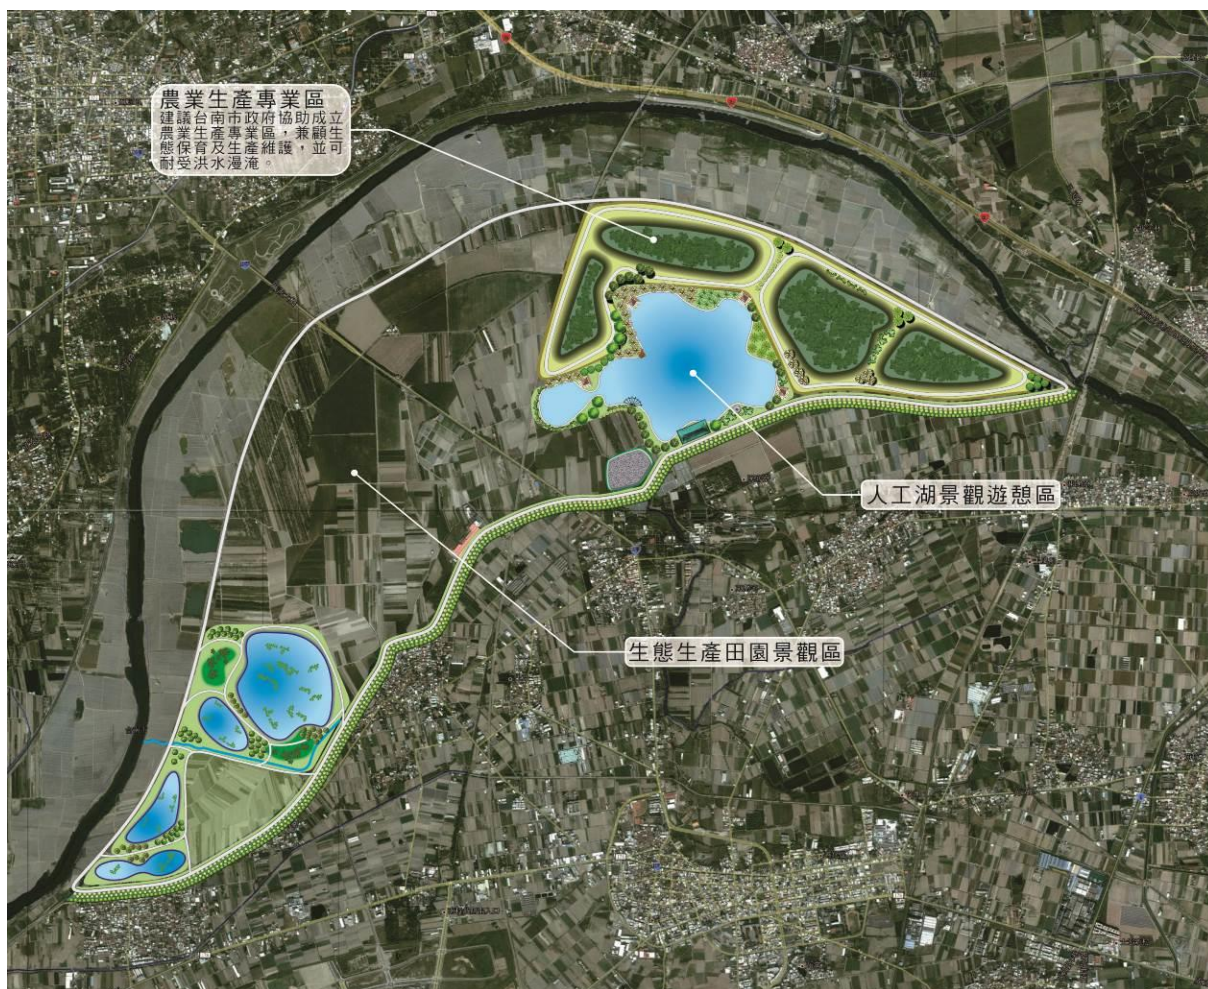 農業生產專業區
建議台南市政府協助成立
農業生產專業區，兼顧生
態保育及生產維護，並可
耐受洪水漫淹。
人工湖景觀遊憩區
生態生產田園景觀區